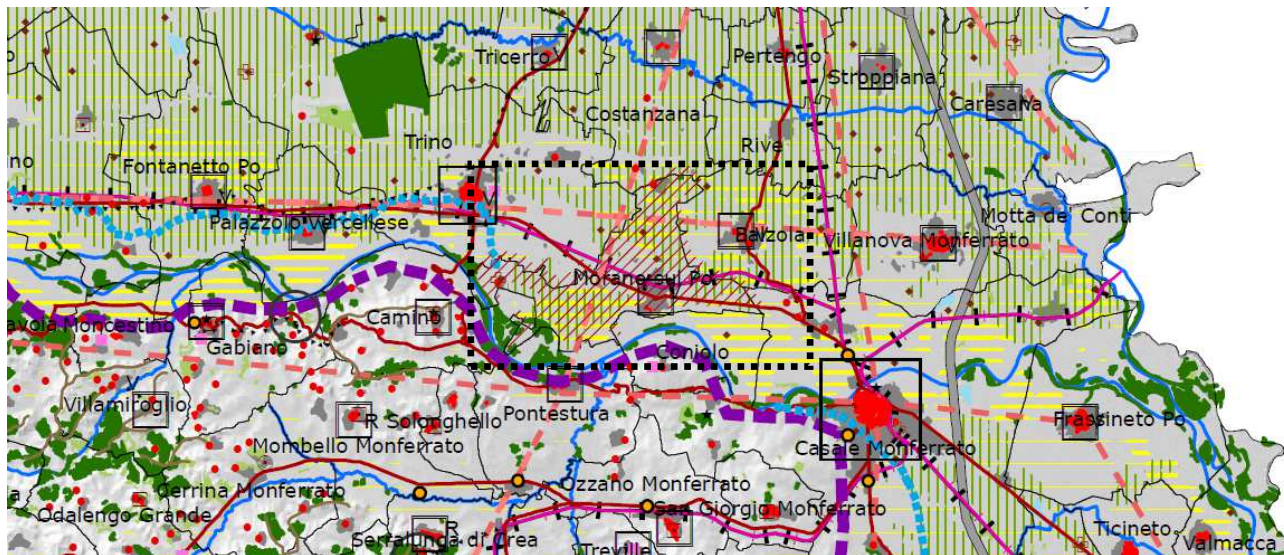 Tricerro
Pertengo
Stroppiana
Costanzana
Caresana
Trino
Rive
no
Fontanetto Po
Palazzolo Vercellese
Motta de' Conti
Balzola
Villanova Monferrato
Morano sul Po
Moncestino
Camino
Gabiano
Coniolo
Villamiroglio
R Solonghello
Pontestura
Frassineto Po
Mombello Monferrato
Casale Monferrato
Cerrina Monferrato
Ozzano Monferrato
Odalengo Grande
San Giorgio Monferrato
R
Serralunga di Crea
Treville
Ticineto
Valmacca